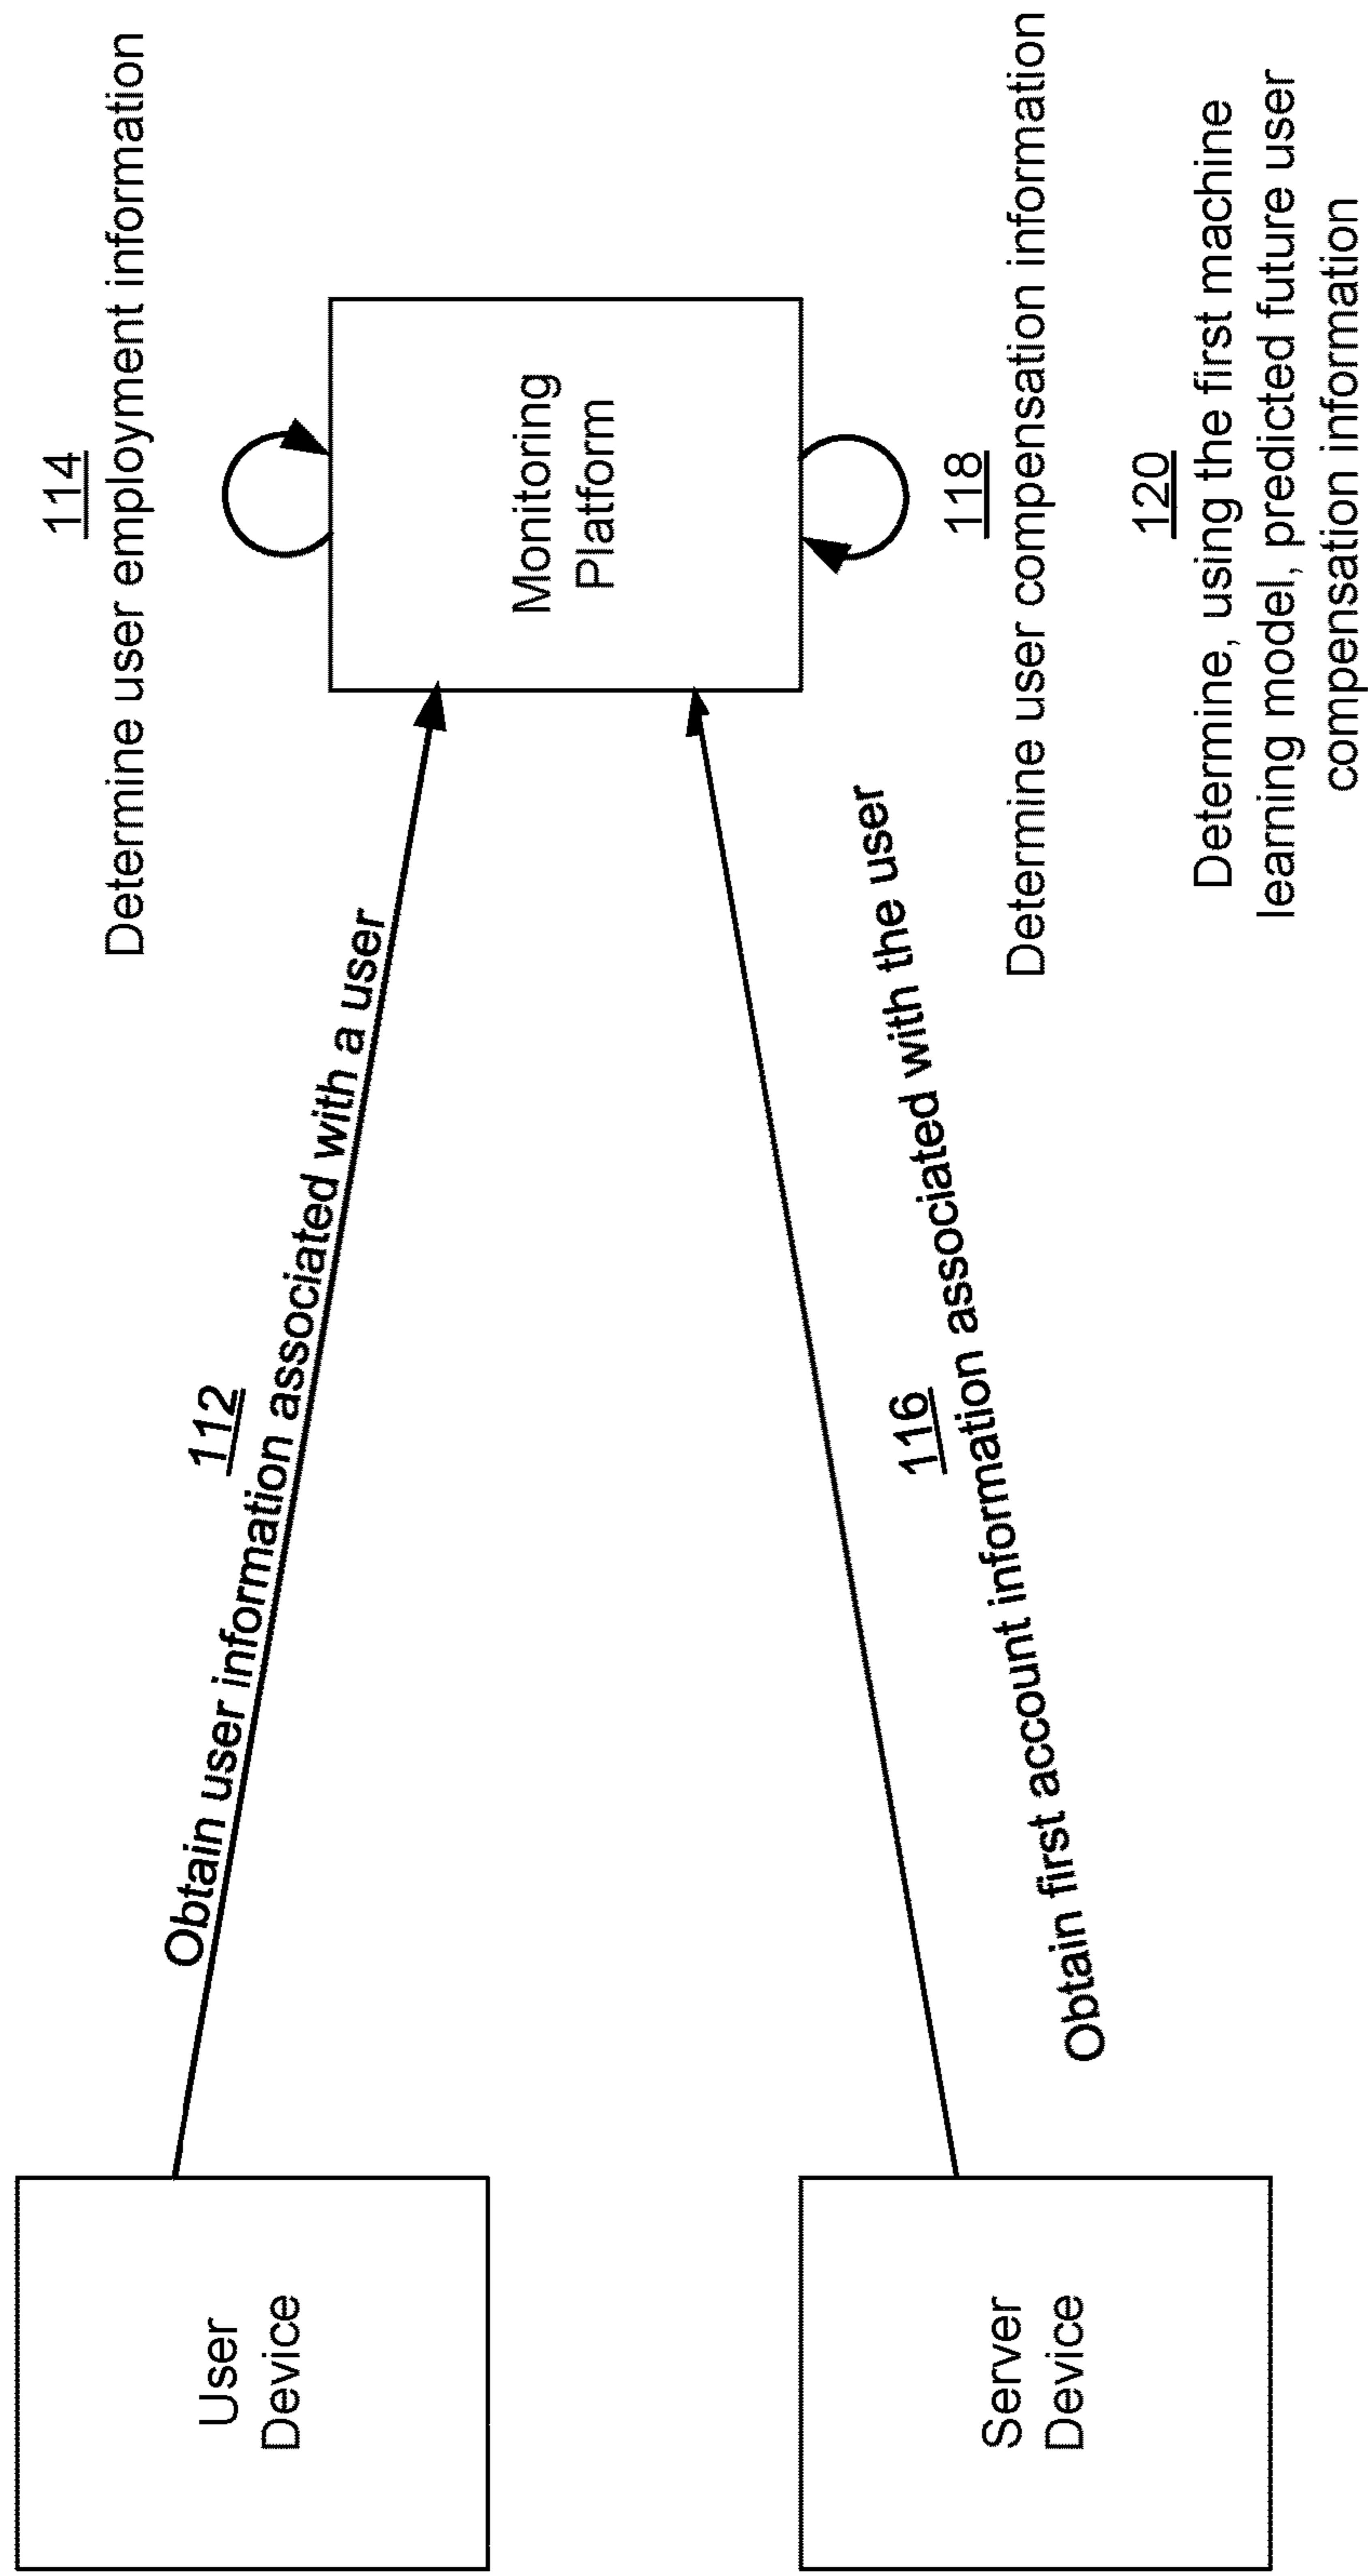 114
Determine user employment information
112
Obtain user information associated with a user
User
Device
Monitoring
Platform
116
Obtain first account information associated with the user
Server
Device
118
Determine user compensation information
120
Determine, using the first machine
learning model, predicted future user
compensation information